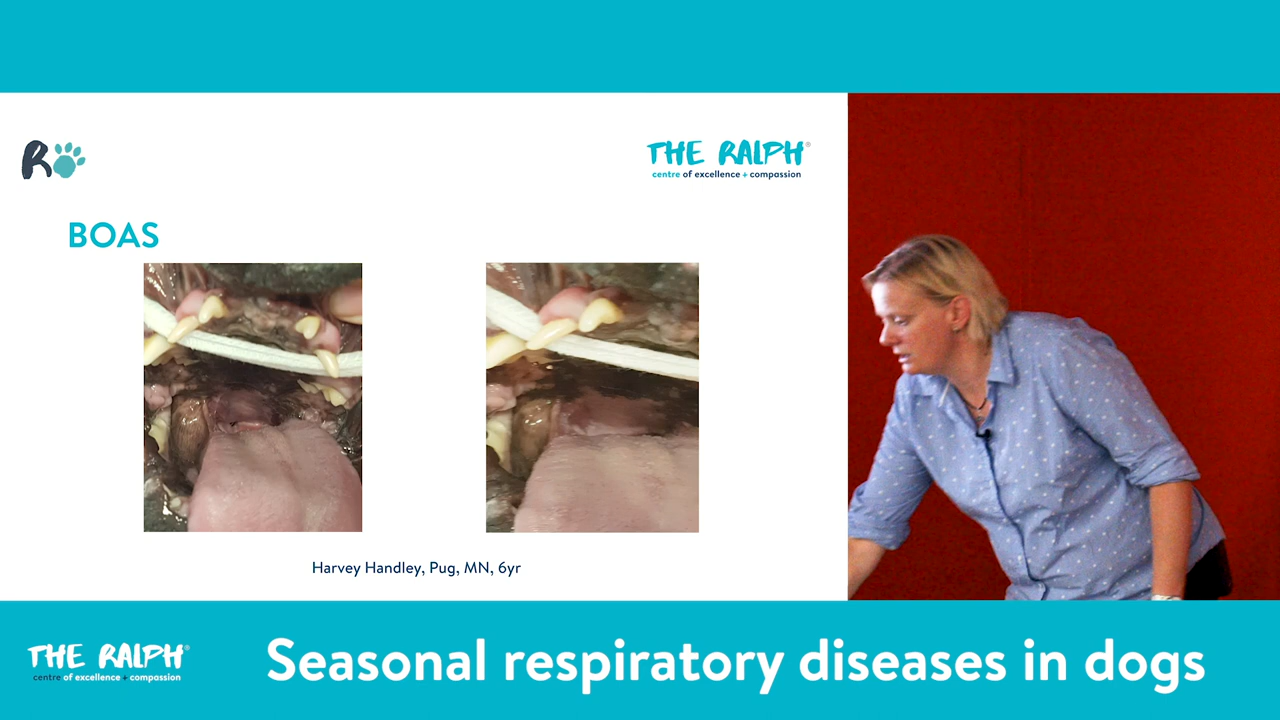 R
THE RALPH®
centre of excellence + compassion
BOAS
Harvey Handley, Pug, MN, 6yr
THE RALPH®
centre of excellence + compassion
Seasonal respiratory diseases in dogs